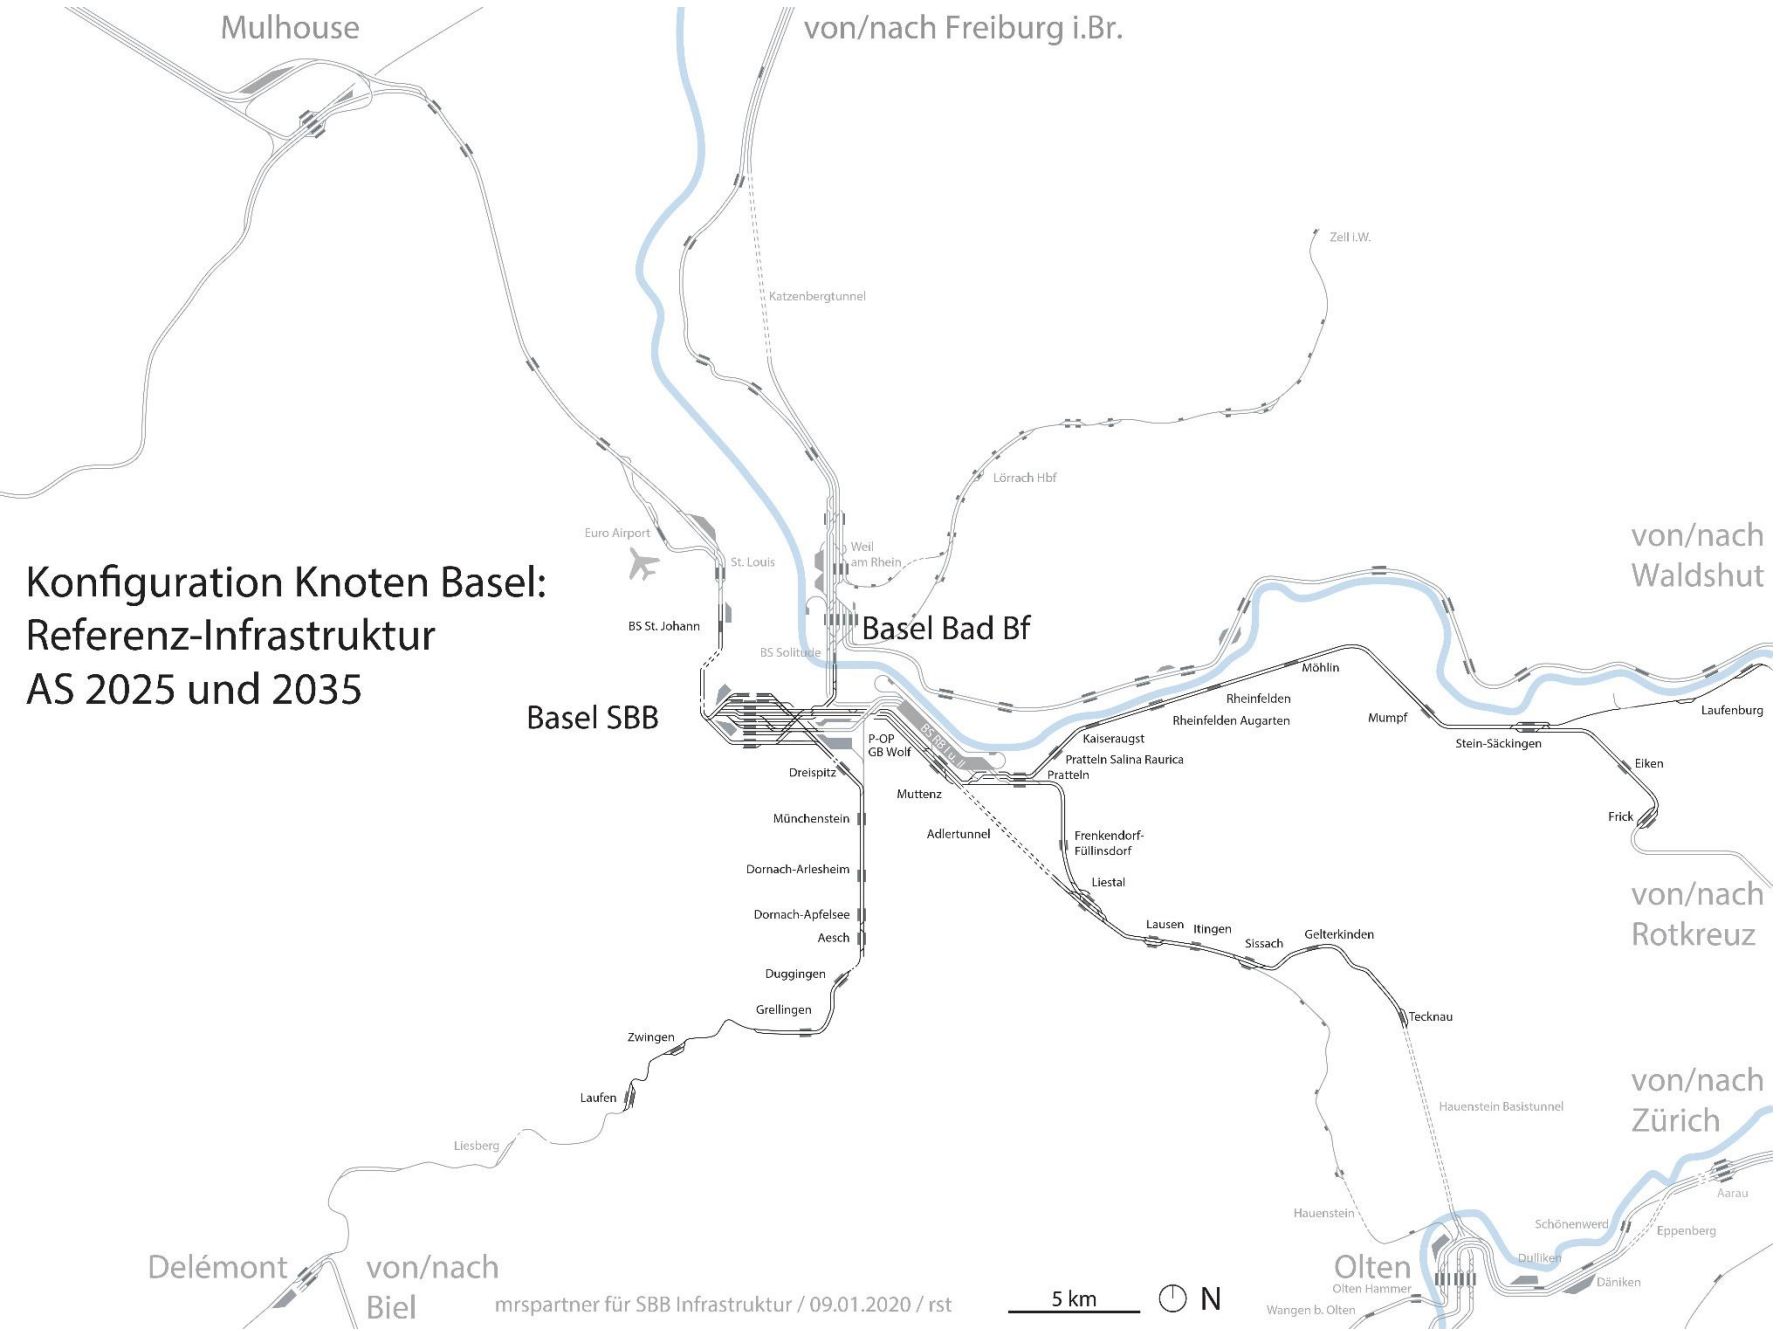 Mulhouse
von/nach Freiburg i.Br.
Zell i.W.
Katzenbergtunnel
Lörrach Hbf
Euro Airport
St. Louis
Weil
am Rhein
von/nach
Waldshut
Konfiguration Knoten Basel:
Referenz-Infrastruktur
AS 2025 und 2035
BS St. Johann
Basel Bad Bf
BS Solitude
Basel SBB
Möhlin
Rheinfelden
Rheinfelden Augarten
Mumpf
Laufenburg
Kaiseraugst
Stein-Säckingen
P-OP
GB Wolf
BS RB I u. II
Pratteln Salina Raurica
Pratteln
Eiken
Dreispitz
Muttenz
Frick
Münchenstein
Adlertunnel
Frenkendorf-
Füllinsdorf
Dornach-Arlesheim
Liestal
von/nach
Rotkreuz
Dornach-Apfelsee
Aesch
Lausen
Itingen
Sissach
Gelterkinden
Duggingen
Grellingen
Tecknau
Zwingen
Laufen
Hauenstein Basistunnel
von/nach
Zürich
Liesberg
Aarau
Hauenstein
Schönenwerd
Eppenberg
Delémont
von/nach
Biel
Olten
Dulliken
Däniken
Olten Hammer
Wangen b. Olten
mrspartner für SBB Infrastruktur / 09.01.2020 / rst
5 km
N